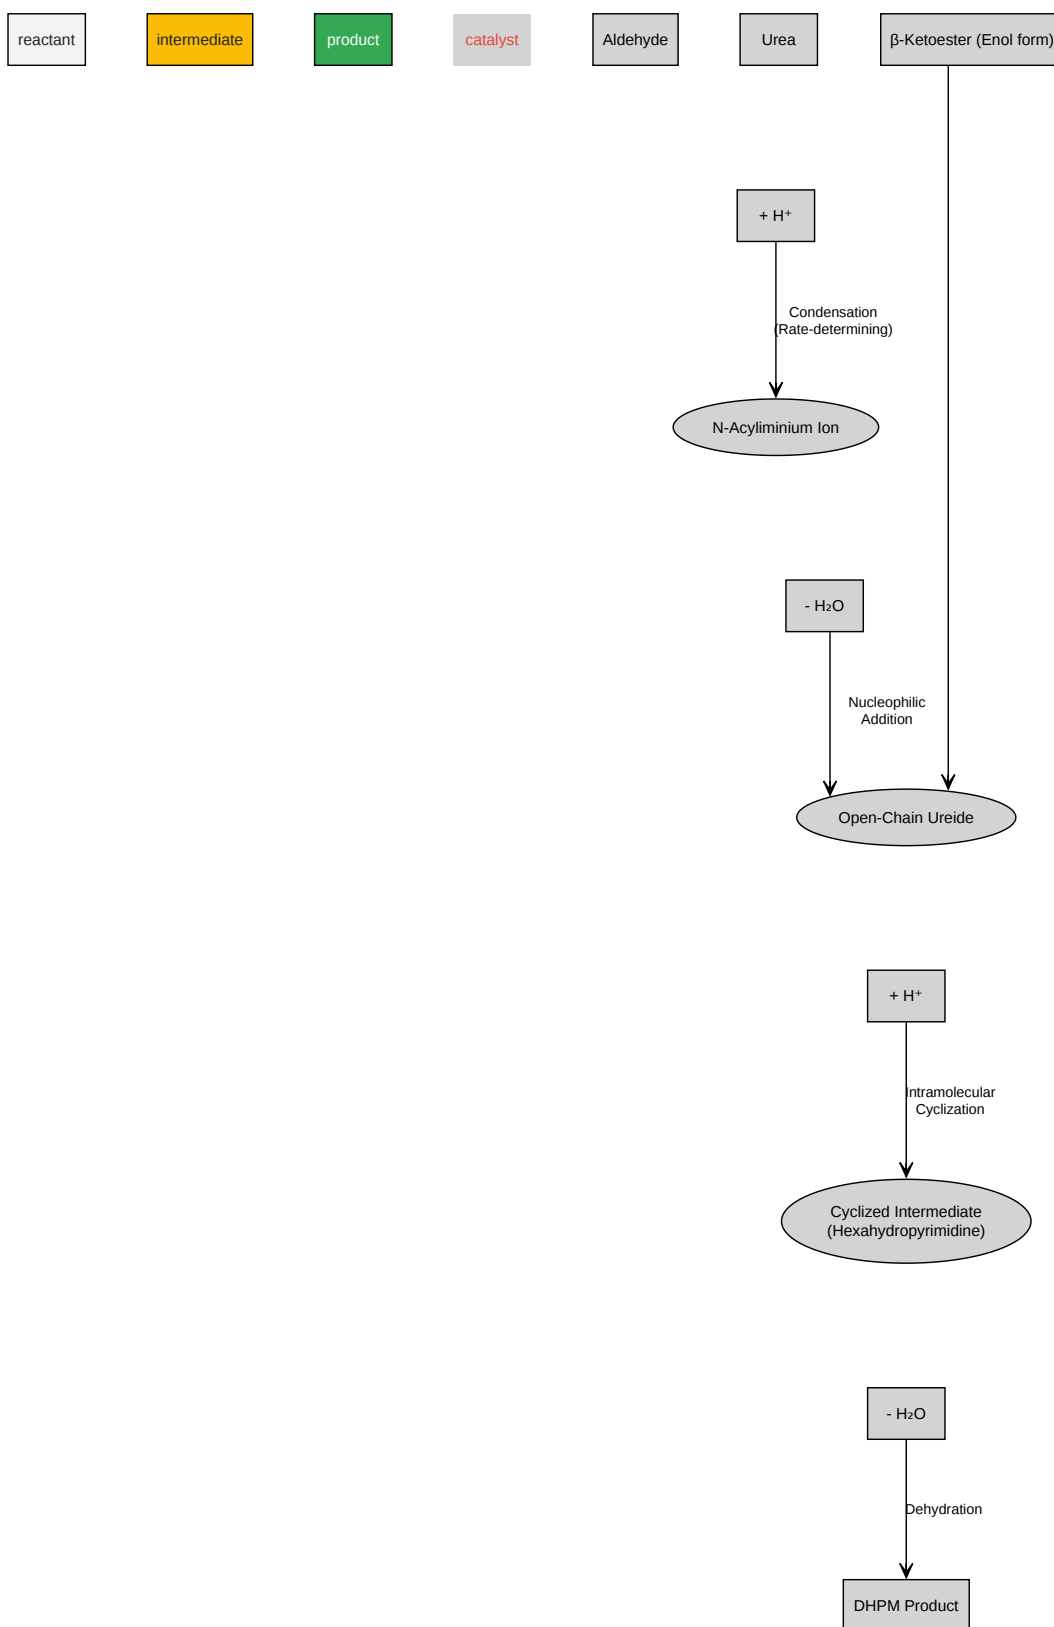 reactant
intermediate
product
catalyst
Aldehyde
Urea
β-Ketoester (Enol form)
+ H⁺
Condensation
(Rate-determining)
N-Acyliminium Ion
- H₂O
Nucleophilic
Addition
Open-Chain Ureide
+ H⁺
Intramolecular
Cyclization
Cyclized Intermediate
(Hexahydropyrimidine)
- H₂O
Dehydration
DHPM Product